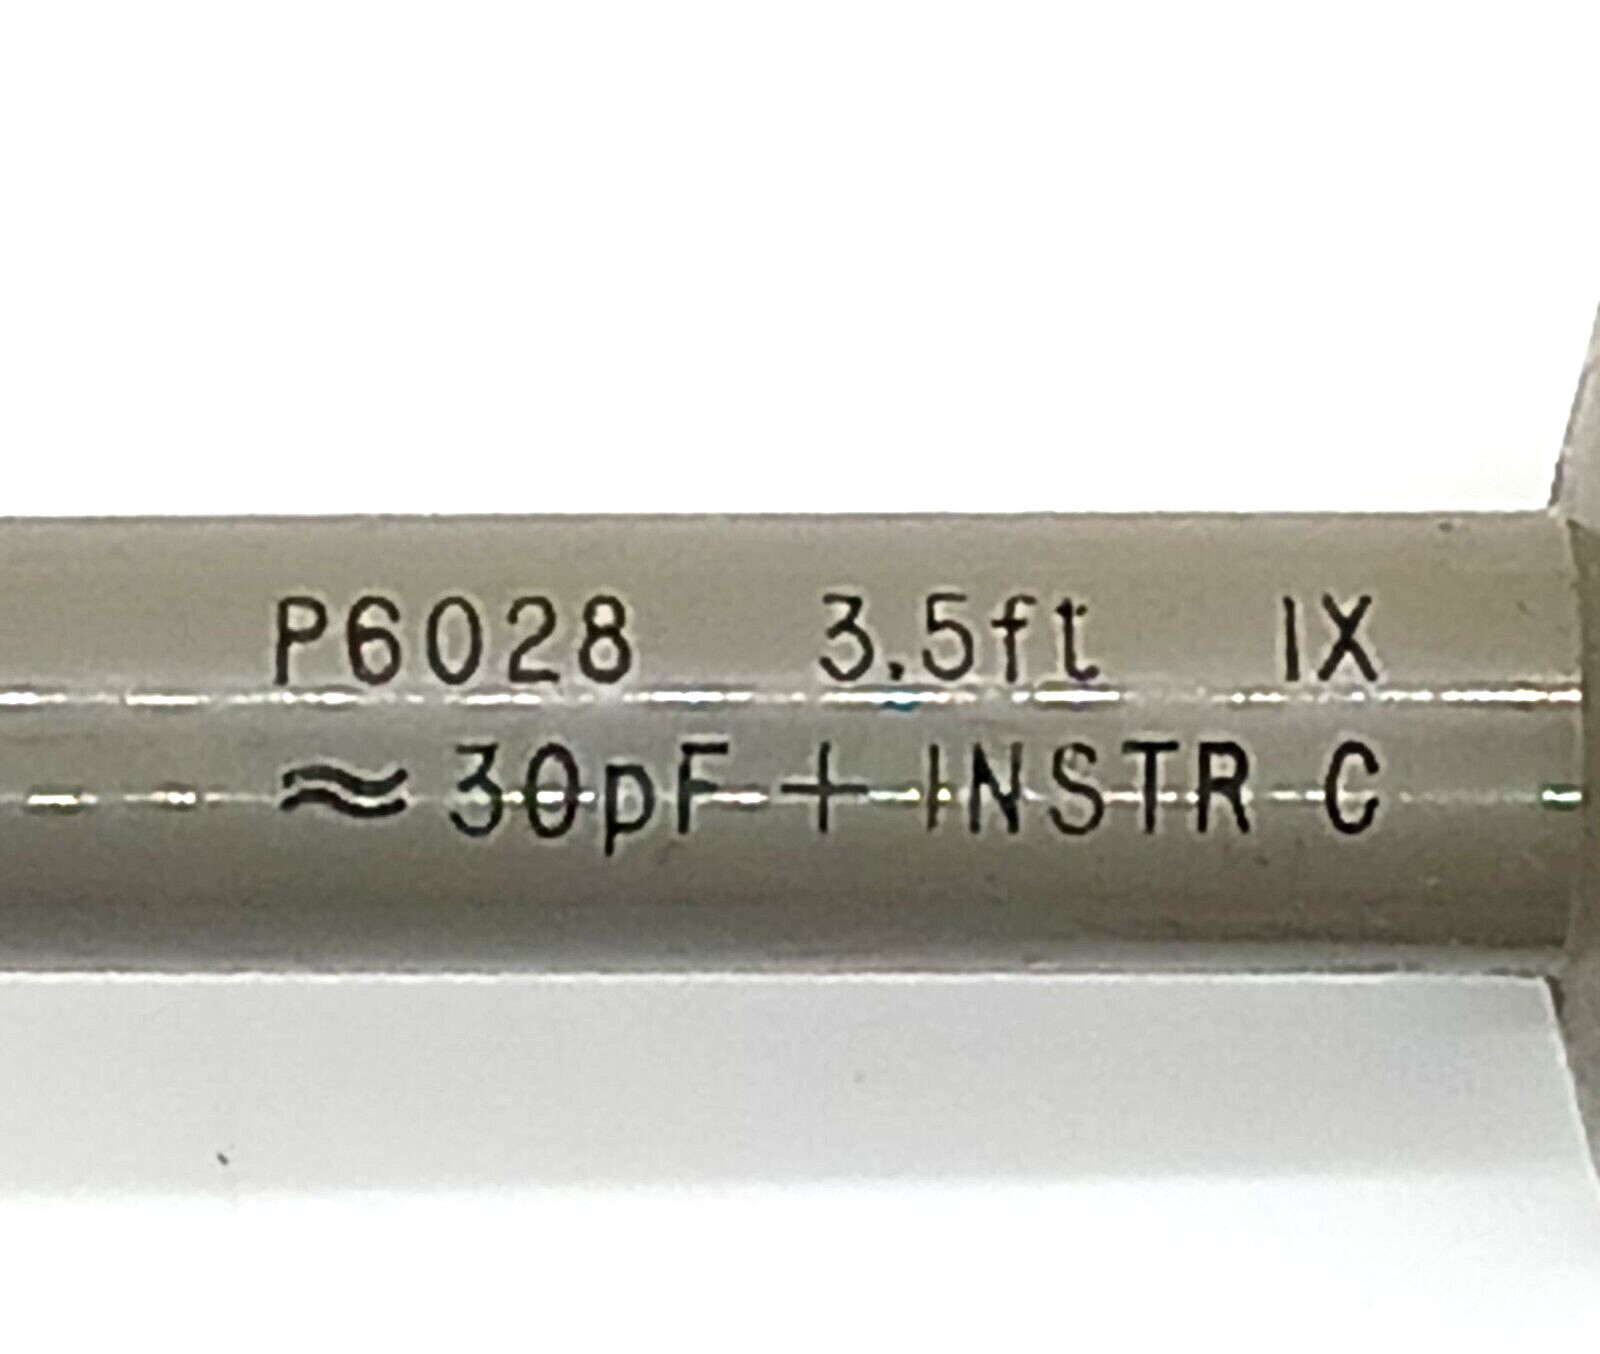 P6028 3.5ft 1X
≈ 30pF + INSTR C